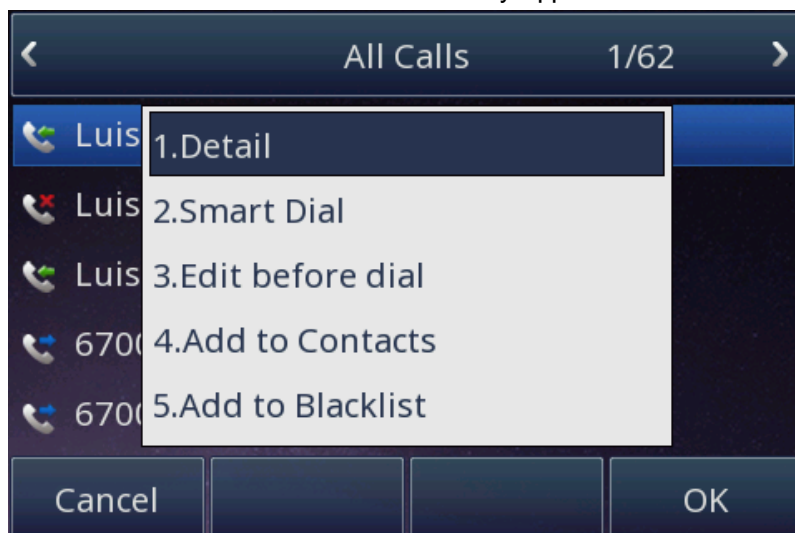 All Calls 1/62
Luis
1.Detail
Luis
2.Smart Dial
Luis
3.Edit before dial
670
4.Add to Contacts
670
5.Add to Blacklist
Cancel OK